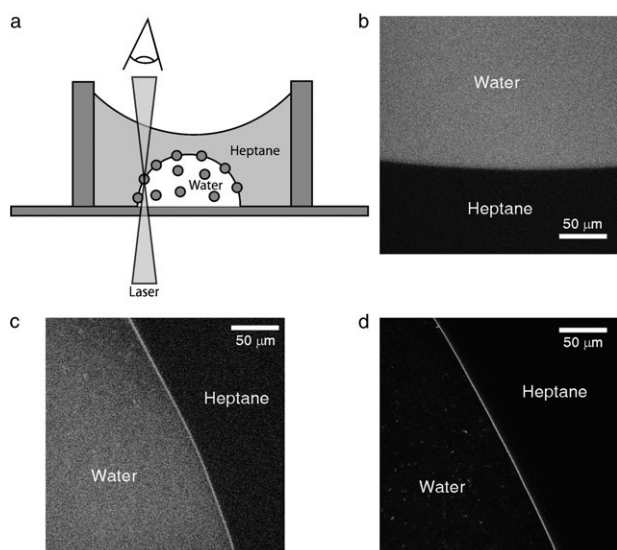 a
Heptane
Water
Laser
b
Water
Heptane
50 μm
c
50 μm
Heptane
Water
d
50 μm
Heptane
Water